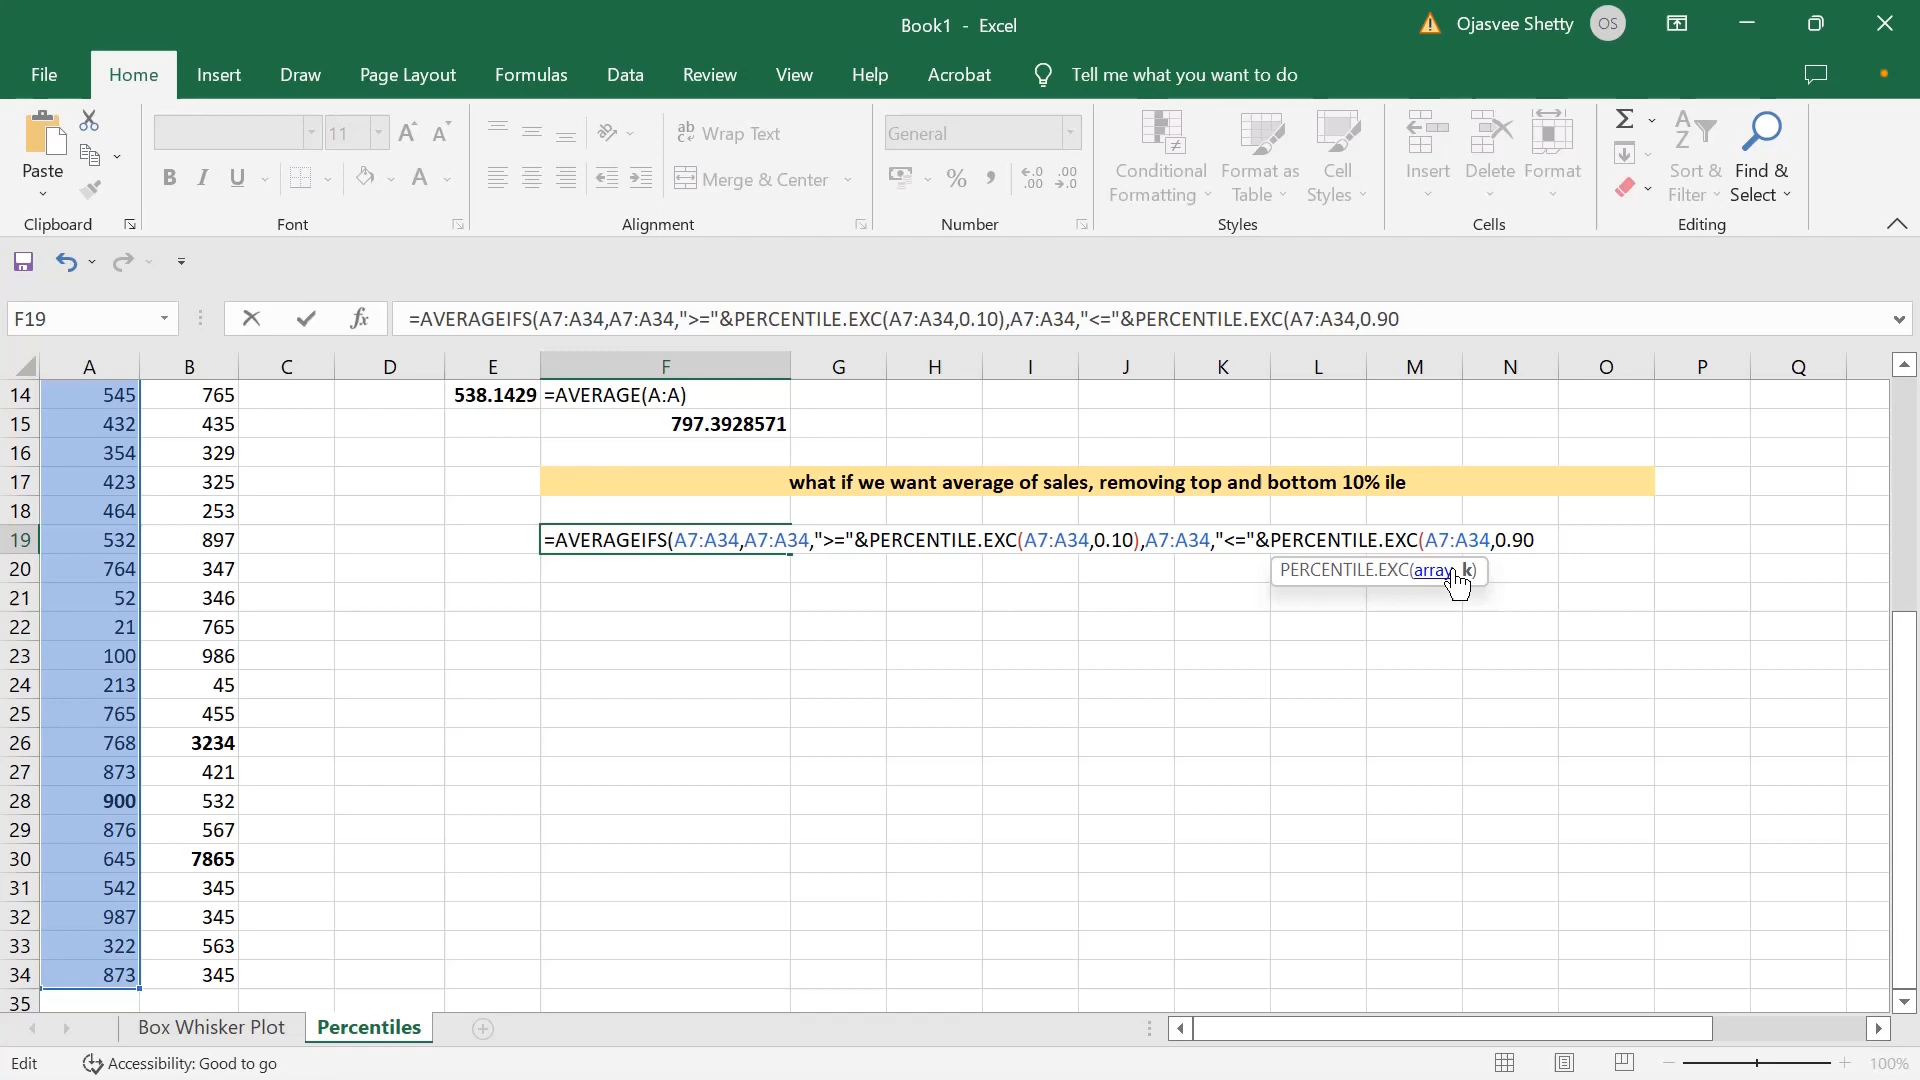 Book1 - Excel
Ojasvee Shetty OS
File Home Insert Draw Page Layout Formulas Data Review View Help Acrobat Tell me what you want to do
Paste
11
Wrap Text
Merge & Center
General
Conditional Formatting
Format as Table
Cell Styles
Insert Delete Format
Sort & Filter
Find & Select
Clipboard Font Alignment Number Styles Cells Editing
F19 fx =AVERAGEIFS(A7:A34,A7:A34,">="&PERCENTILE.EXC(A7:A34,0.10),A7:A34,"<="&PERCENTILE.EXC(A7:A34,0.90
A B C D E F G H I J K L M N O P Q
14 545 765 538.1429 =AVERAGE(A:A)
15 432 435 797.3928571
16 354 329
17 423 325 what if we want average of sales, removing top and bottom 10% ile
18 464 253
19 532 897 =AVERAGEIFS(A7:A34,A7:A34,">="&PERCENTILE.EXC(A7:A34,0.10),A7:A34,"<="&PERCENTILE.EXC(A7:A34,0.90
20 764 347 PERCENTILE.EXC(array, k)
21 52 346
22 21 765
23 100 986
24 213 45
25 765 455
26 768 3234
27 873 421
28 900 532
29 876 567
30 645 7865
31 542 345
32 987 345
33 322 563
34 873 345
35
Box Whisker Plot Percentiles
Edit Accessibility: Good to go 100%